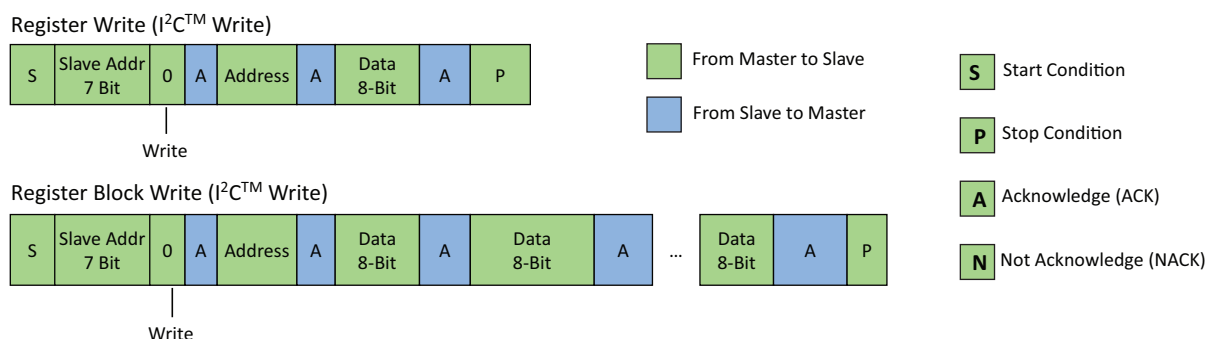 Register Write (I²C™ Write)
S Slave Addr 7 Bit 0 A Address A Data 8-Bit A P
Write
From Master to Slave
From Slave to Master
S Start Condition
P Stop Condition
A Acknowledge (ACK)
N Not Acknowledge (NACK)
Register Block Write (I²C™ Write)
S Slave Addr 7 Bit 0 A Address A Data 8-Bit A Data 8-Bit A ... Data 8-Bit A P
Write